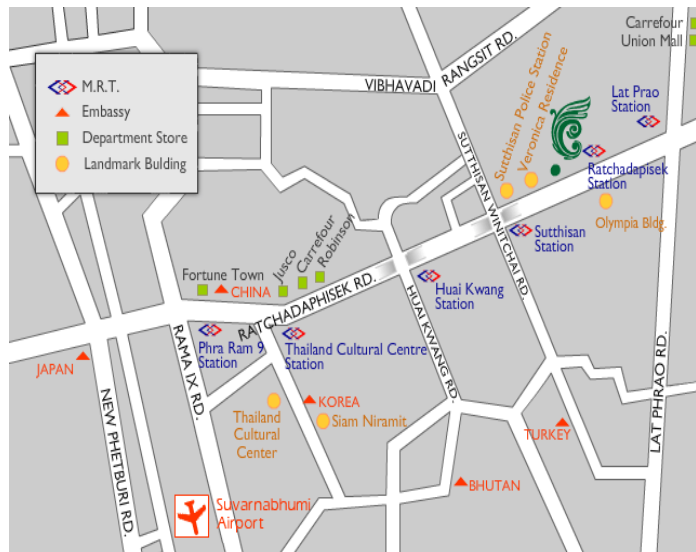 Carrefour
Union Mall
VIBHAVADI RANGSIT RD.
M.R.T.
Embassy
Department Store
Landmark Bulding
Sutthisan Police Station
Veronica Residence
Lat Prao
Station
SUTTHISAN WINITCHAI RD.
Ratchadapisek
Station
Olympia Bldg.
Sutthisan
Station
Fortune Town
CHINA
Jusco
Carrefour
Robinson
RATCHADAPHISEK RD.
Huai Kwang
Station
HUAI KWANG RD.
Phra Ram 9
Station
Thailand Cultural Centre
Station
JAPAN
RAMA IX RD.
NEW PHETBURI RD.
KOREA
Siam Niramit
Thailand
Cultural
Center
TURKEY
LAT PHRAO RD.
BHUTAN
Suvarnabhumi
Airport